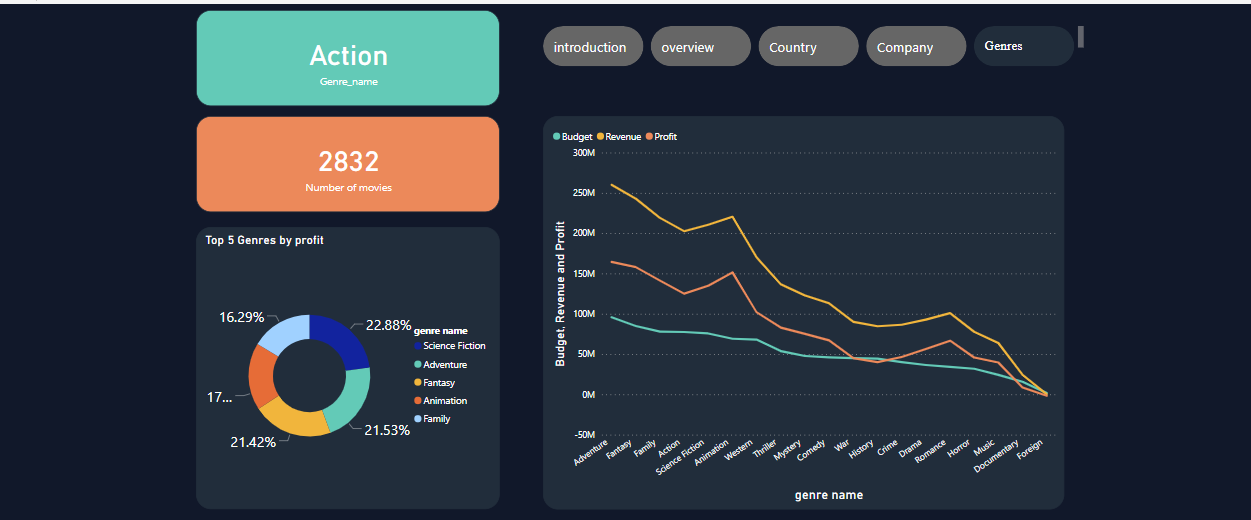 Action
Genre_name
2832
Number of movies
Top 5 Genres by profit
16.29%
22.88%
17...
21.42%
21.53%
genre name
Science Fiction
Adventure
Fantasy
Animation
Family
introduction
overview
Country
Company
Genres
Budget Revenue Profit
Budget, Revenue and Profit
300M
250M
200M
150M
100M
50M
0M
-50M
Adventure
Fantasy
Family
Action
Science Fiction
Animation
Western
Thriller
Mystery
Comedy
War
History
Crime
Drama
Romance
Horror
Music
Documentary
Foreign
genre name